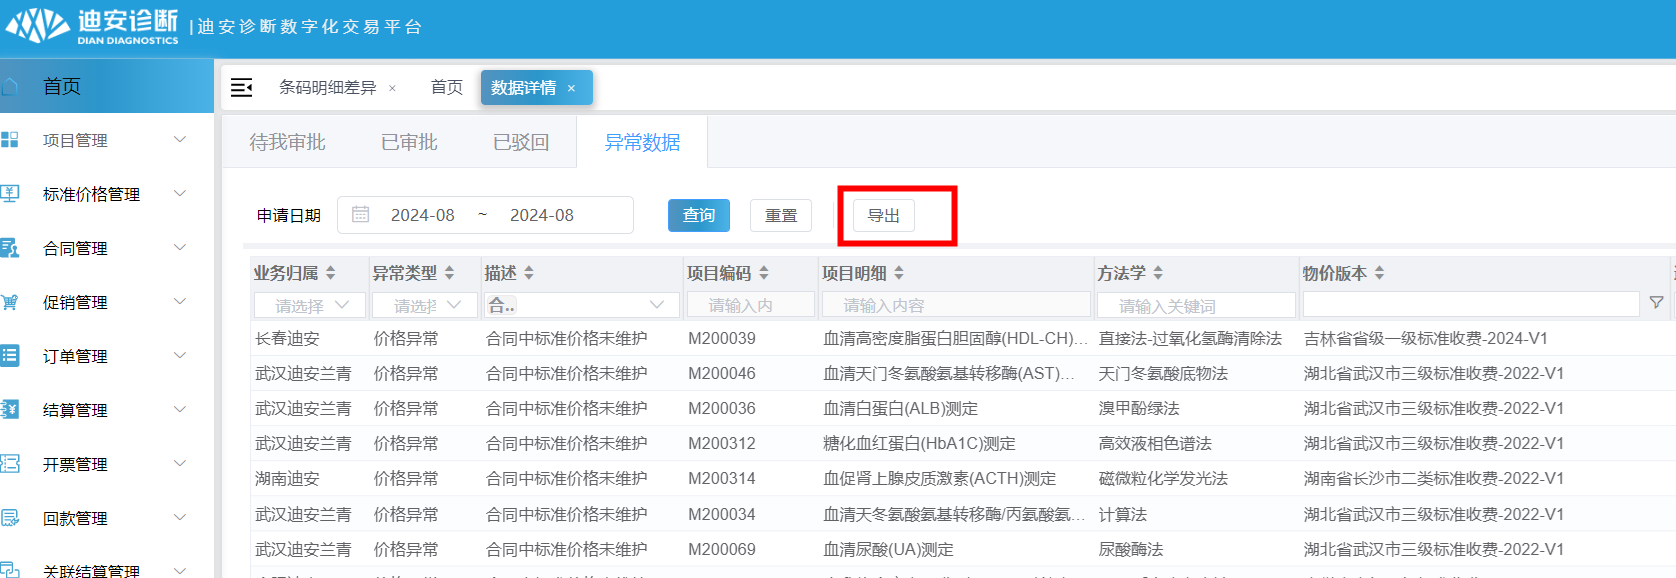 迪安诊断
DIAN DIAGNOSTICS
|迪安诊断数字化交易平台
首页
项目管理
标准价格管理
合同管理
促销管理
订单管理
结算管理
开票管理
回款管理
关联结算管理
条码明细差异 × 首页 数据详情 ×
待我审批 已审批 已驳回 异常数据
申请日期 2024-08 ~ 2024-08 查询 重置 导出
业务归属 异常类型 描述 项目编码 项目明细 方法学 物价版本
请选择 请选择 合.. 请输入内 请输入内容 请输入关键词
长春迪安 价格异常 合同中标准价格未维护 M200039 血清高密度脂蛋白胆固醇(HDL-CH)... 直接法-过氧化氢酶清除法 吉林省省级一级标准收费-2024-V1
武汉迪安兰青 价格异常 合同中标准价格未维护 M200046 血清天门冬氨酸氨基转移酶(AST)... 天门冬氨酸底物法 湖北省武汉市三级标准收费-2022-V1
武汉迪安兰青 价格异常 合同中标准价格未维护 M200036 血清白蛋白(ALB)测定 溴甲酚绿法 湖北省武汉市三级标准收费-2022-V1
武汉迪安兰青 价格异常 合同中标准价格未维护 M200312 糖化血红蛋白(HbA1C)测定 高效液相色谱法 湖北省武汉市三级标准收费-2022-V1
湖南迪安 价格异常 合同中标准价格未维护 M200314 血促肾上腺皮质激素(ACTH)测定 磁微粒化学发光法 湖南省长沙市二类标准收费-2022-V1
武汉迪安兰青 价格异常 合同中标准价格未维护 M200034 血清天冬氨酸氨基转移酶/丙氨酸氨... 计算法 湖北省武汉市三级标准收费-2022-V1
武汉迪安兰青 价格异常 合同中标准价格未维护 M200069 血清尿酸(UA)测定 尿酸酶法 湖北省武汉市三级标准收费-2022-V1